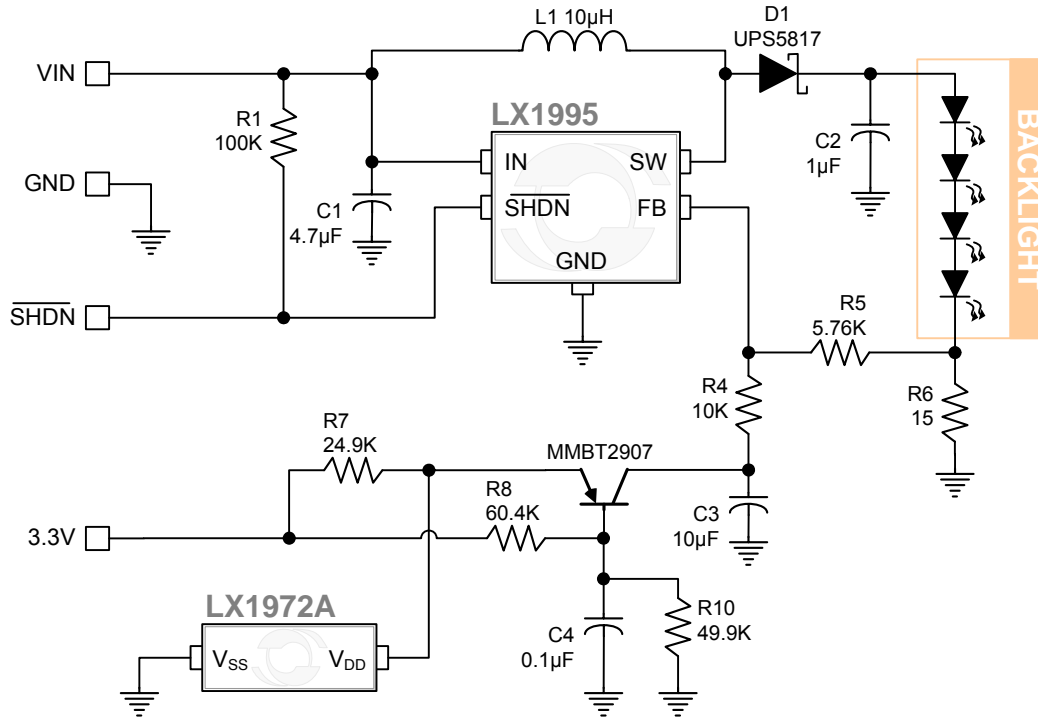 L1 10µH
D1
UPS5817
VIN
R1
100K
LX1995
IN
SW
SHDN
FB
GND
C1
4.7µF
C2
1µF
BACKLIGHT
GND
SHDN
R5
5.76K
R4
10K
R6
15
R7
24.9K
MMBT2907
R8
60.4K
C3
10µF
3.3V
LX1972A
VSS
VDD
C4
0.1µF
R10
49.9K